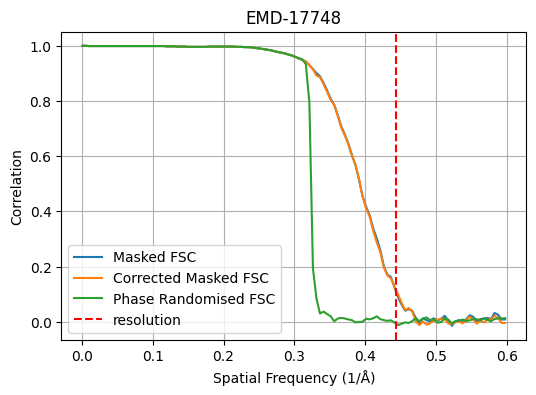 EMD-17748
1.0
0.8
0.6
0.4
0.2
0.0
Correlation
Masked FSC
Corrected Masked FSC
Phase Randomised FSC
resolution
0.0 0.1 0.2 0.3 0.4 0.5 0.6
Spatial Frequency (1/Å)